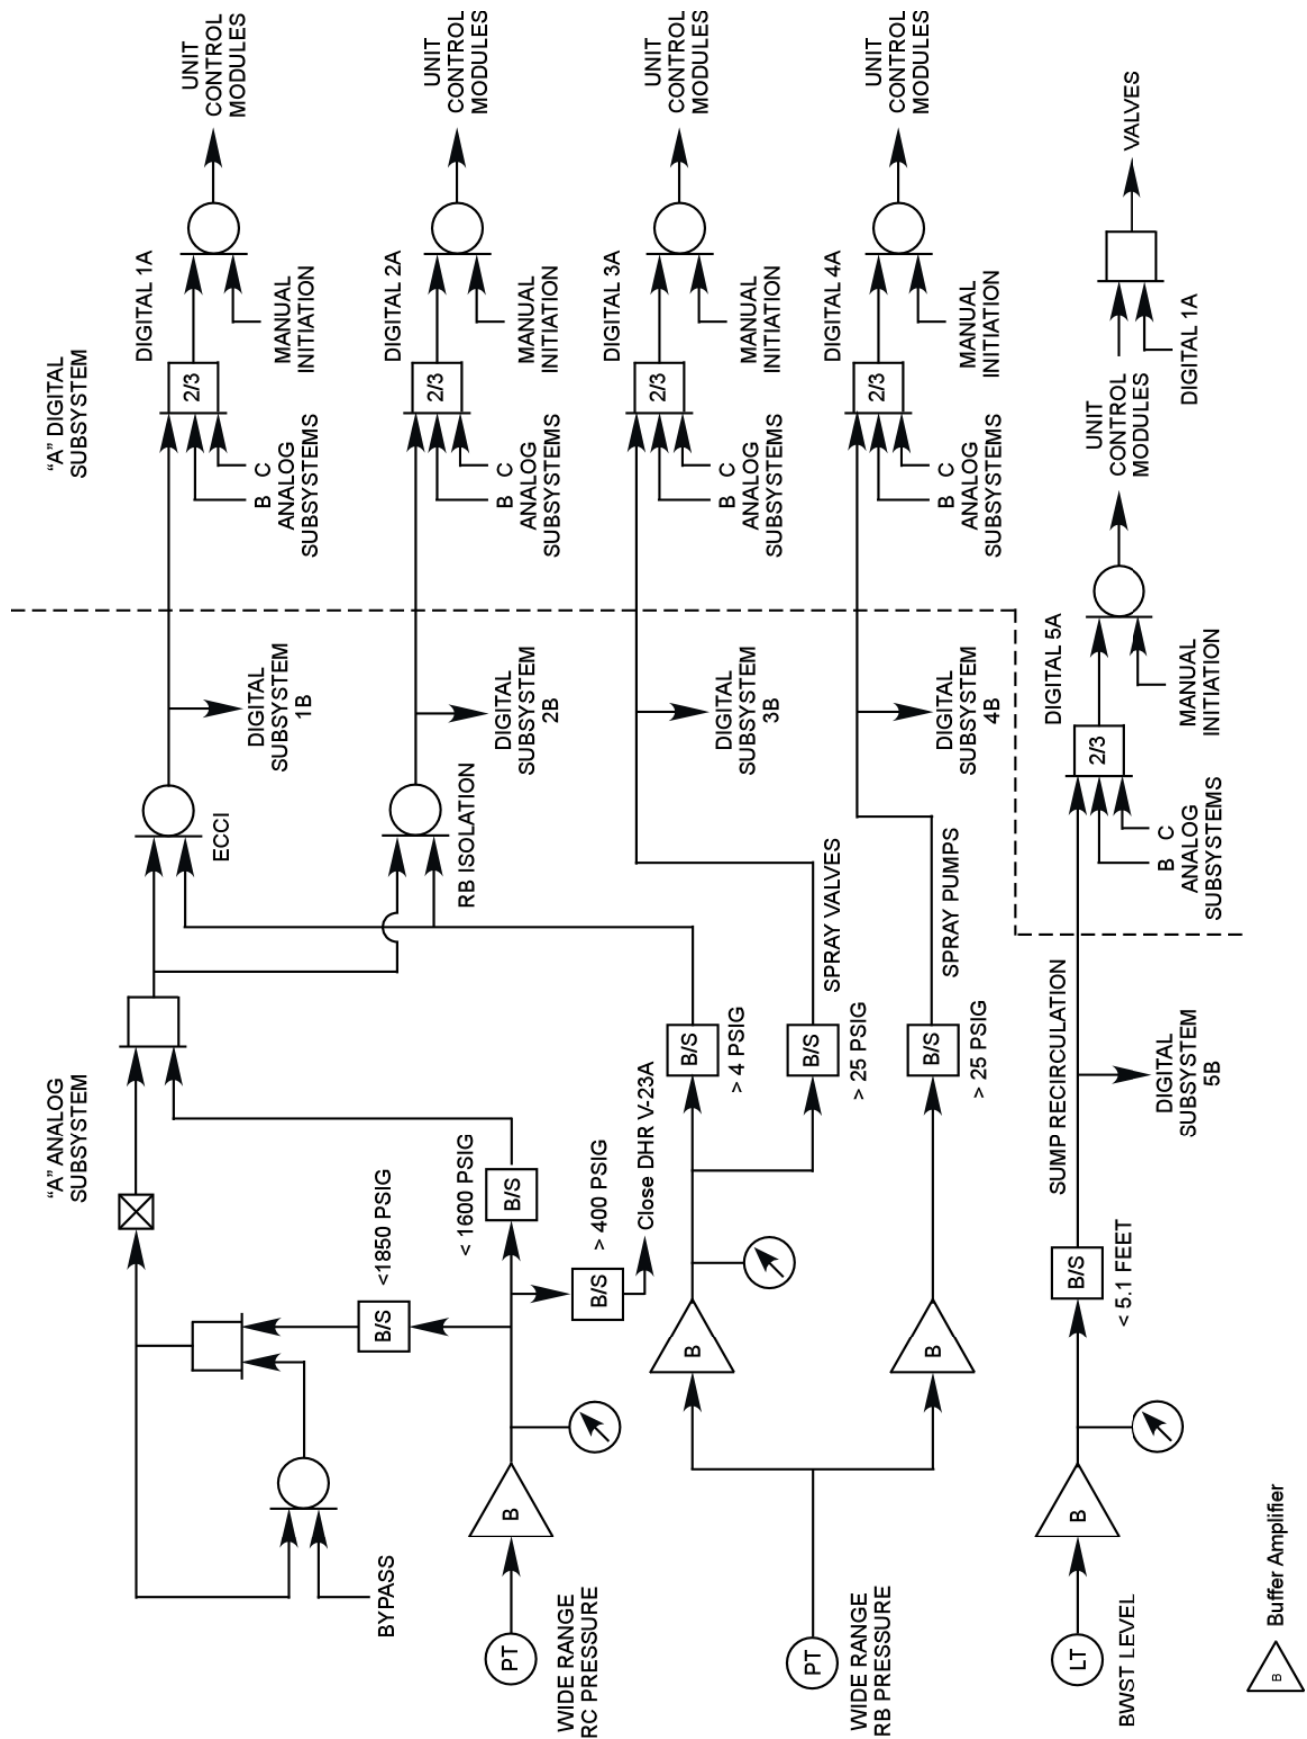 "A" ANALOG
SUBSYSTEM
"A" DIGITAL
SUBSYSTEM
BYPASS
<1850 PSIG
B/S
ECCI
DIGITAL
SUBSYSTEM
1B
2/3
B C
ANALOG
SUBSYSTEMS
DIGITAL 1A
MANUAL
INITIATION
UNIT
CONTROL
MODULES
PT
WIDE RANGE
RC PRESSURE
B
< 1600 PSIG
B/S
> 400 PSIG
B/S
Close DHR V-23A
RB ISOLATION
DIGITAL
SUBSYSTEM
2B
2/3
B C
ANALOG
SUBSYSTEMS
DIGITAL 2A
MANUAL
INITIATION
UNIT
CONTROL
MODULES
PT
WIDE RANGE
RB PRESSURE
B
B/S
> 4 PSIG
B/S
> 25 PSIG
SPRAY VALVES
DIGITAL
SUBSYSTEM
3B
2/3
B C
ANALOG
SUBSYSTEMS
DIGITAL 3A
MANUAL
INITIATION
UNIT
CONTROL
MODULES
B
B/S
> 25 PSIG
SPRAY PUMPS
DIGITAL
SUBSYSTEM
4B
2/3
B C
ANALOG
SUBSYSTEMS
DIGITAL 4A
MANUAL
INITIATION
UNIT
CONTROL
MODULES
LT
BWST LEVEL
B
B/S
< 5.1 FEET
SUMP RECIRCULATION
DIGITAL
SUBSYSTEM
5B
2/3
B C
ANALOG
SUBSYSTEMS
DIGITAL 5A
MANUAL
INITIATION
UNIT
CONTROL
MODULES
DIGITAL 1A
VALVES
B
Buffer Amplifier